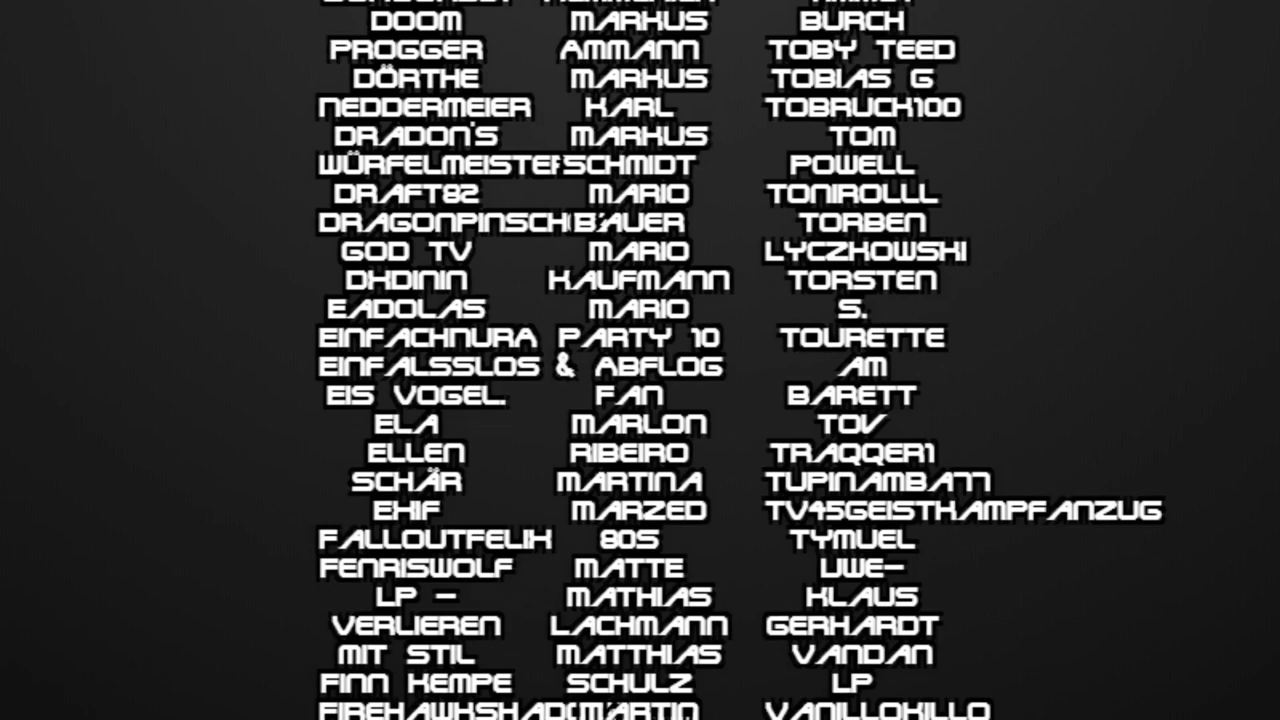 DOOM
PROGGER
DÖRTHE
NEDDERMEIER
DRADON'S
WÜRFELMEISTER
DRAFT82
DRAGONPINSCH
GOD TV
DXDININ
EADOLAS
EINFACHNURA
EINFALSSLOS
EIS VOGEL.
ELA
ELLEN
SCHÄR
EXIF
FALLOUTFELIX
FENRISWOLF
LP -
VERLIEREN
MIT STIL
FINN KEMPE
FIREHAWKSHADO
MARKUS
AMMANN
MARKUS
KARL
MARKUS
SCHMIDT
MARIO
BAUER
MARIO
KAUFMANN
MARIO
PARTY 10
& ABFLOG
FAN
MARLON
RIBEIRO
MARTINA
MARZED
80S
MATTE
MATHIAS
LACHMANN
MATTHIAS
SCHULZ
MARTIN
BURCH
TOBY TEED
TOBIAS G
TOBRUCK100
TOM
POWELL
TONIROLLL
TORBEN
LYCZKOWSKI
TORSTEN
S.
TOURETTE
AM
BARETT
TOV
TRAQQER1
TUPINAMBA77
TV45GEISTKAMPFANZUG
TYMUEL
UWE-
KLAUS
GERHARDT
VANDAN
LP
VANILLOKILLO